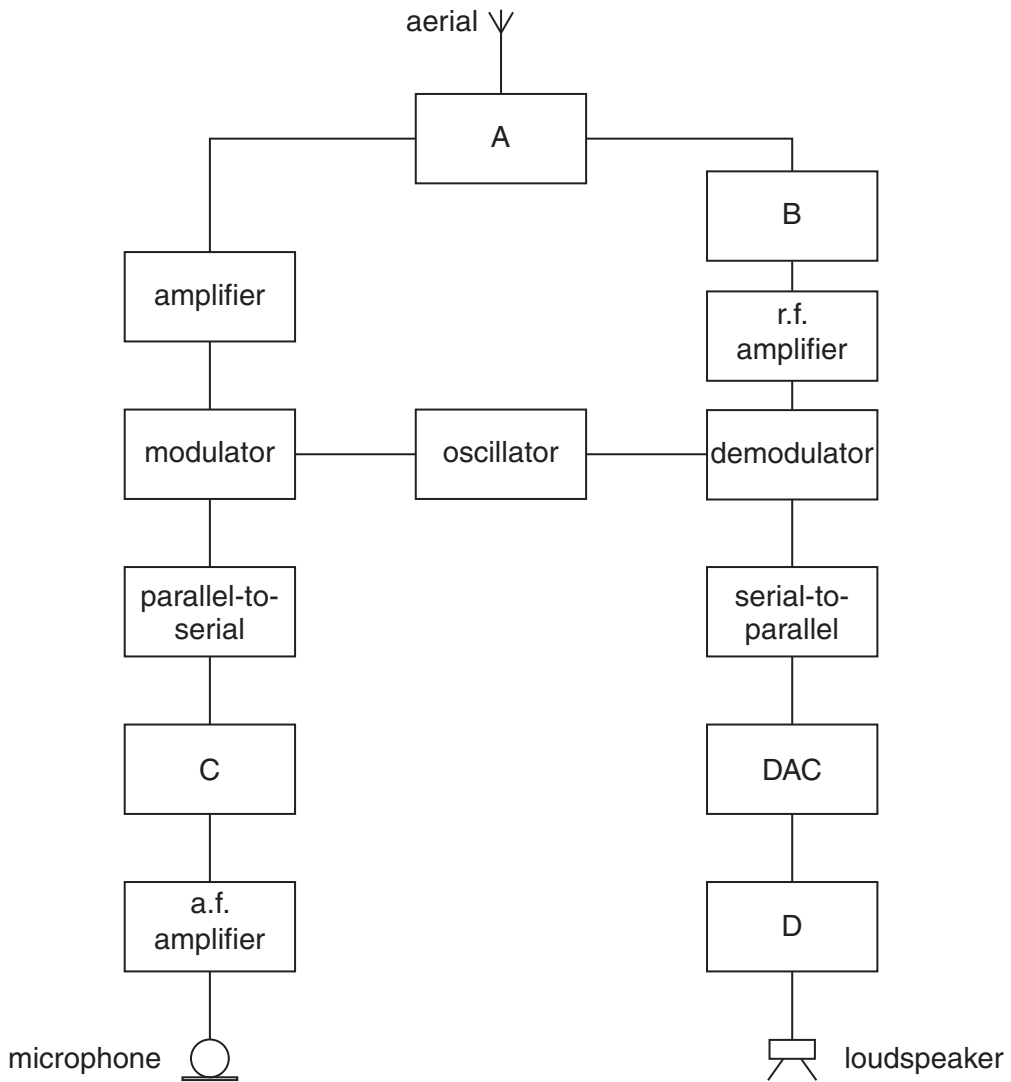 aerial
A
B
amplifier
r.f.
amplifier
modulator
oscillator
demodulator
parallel-to-
serial
serial-to-
parallel
C
DAC
a.f.
amplifier
D
microphone
loudspeaker